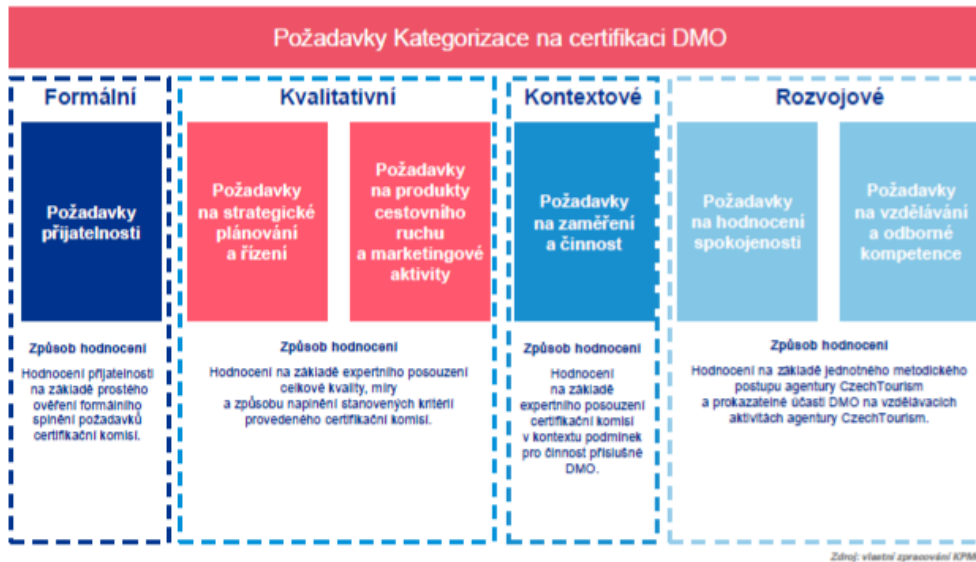 Požadavky Kategorizace na certifikaci DMO
Formální
Požadavky
přijatelnosti
Způsob hodnocení
Hodnocení přijatelnosti
na základě prostého
ověření formálního
splnění požadavků
certifikační komisí.
Kvalitativní
Požadavky
na strategické
plánování
a řízení
Požadavky
na produkty
cestovního
ruchu
a marketingové
aktivity
Způsob hodnocení
Hodnocení na základě expertního posouzení
celkové kvality, míry
a způsobu naplnění stanovených kritérií
provedeného certifikační komisí.
Kontextové
Požadavky
na zaměření
a činnost
Způsob hodnocení
Hodnocení
na základě
expertního posouzení
certifikační komisí
v kontextu podmínek
pro činnost příslušné
DMO.
Rozvojové
Požadavky
na hodnocení
spokojenosti
Požadavky
na vzdělávání
a odborné
kompetence
Způsob hodnocení
Hodnocení na základě jednotného metodického
postupu agentury CzechTourism
a prokazatelné účasti DMO na vzdělávacích
aktivitách agentury CzechTourism.
Zdroj: vlastní zpracování KPM